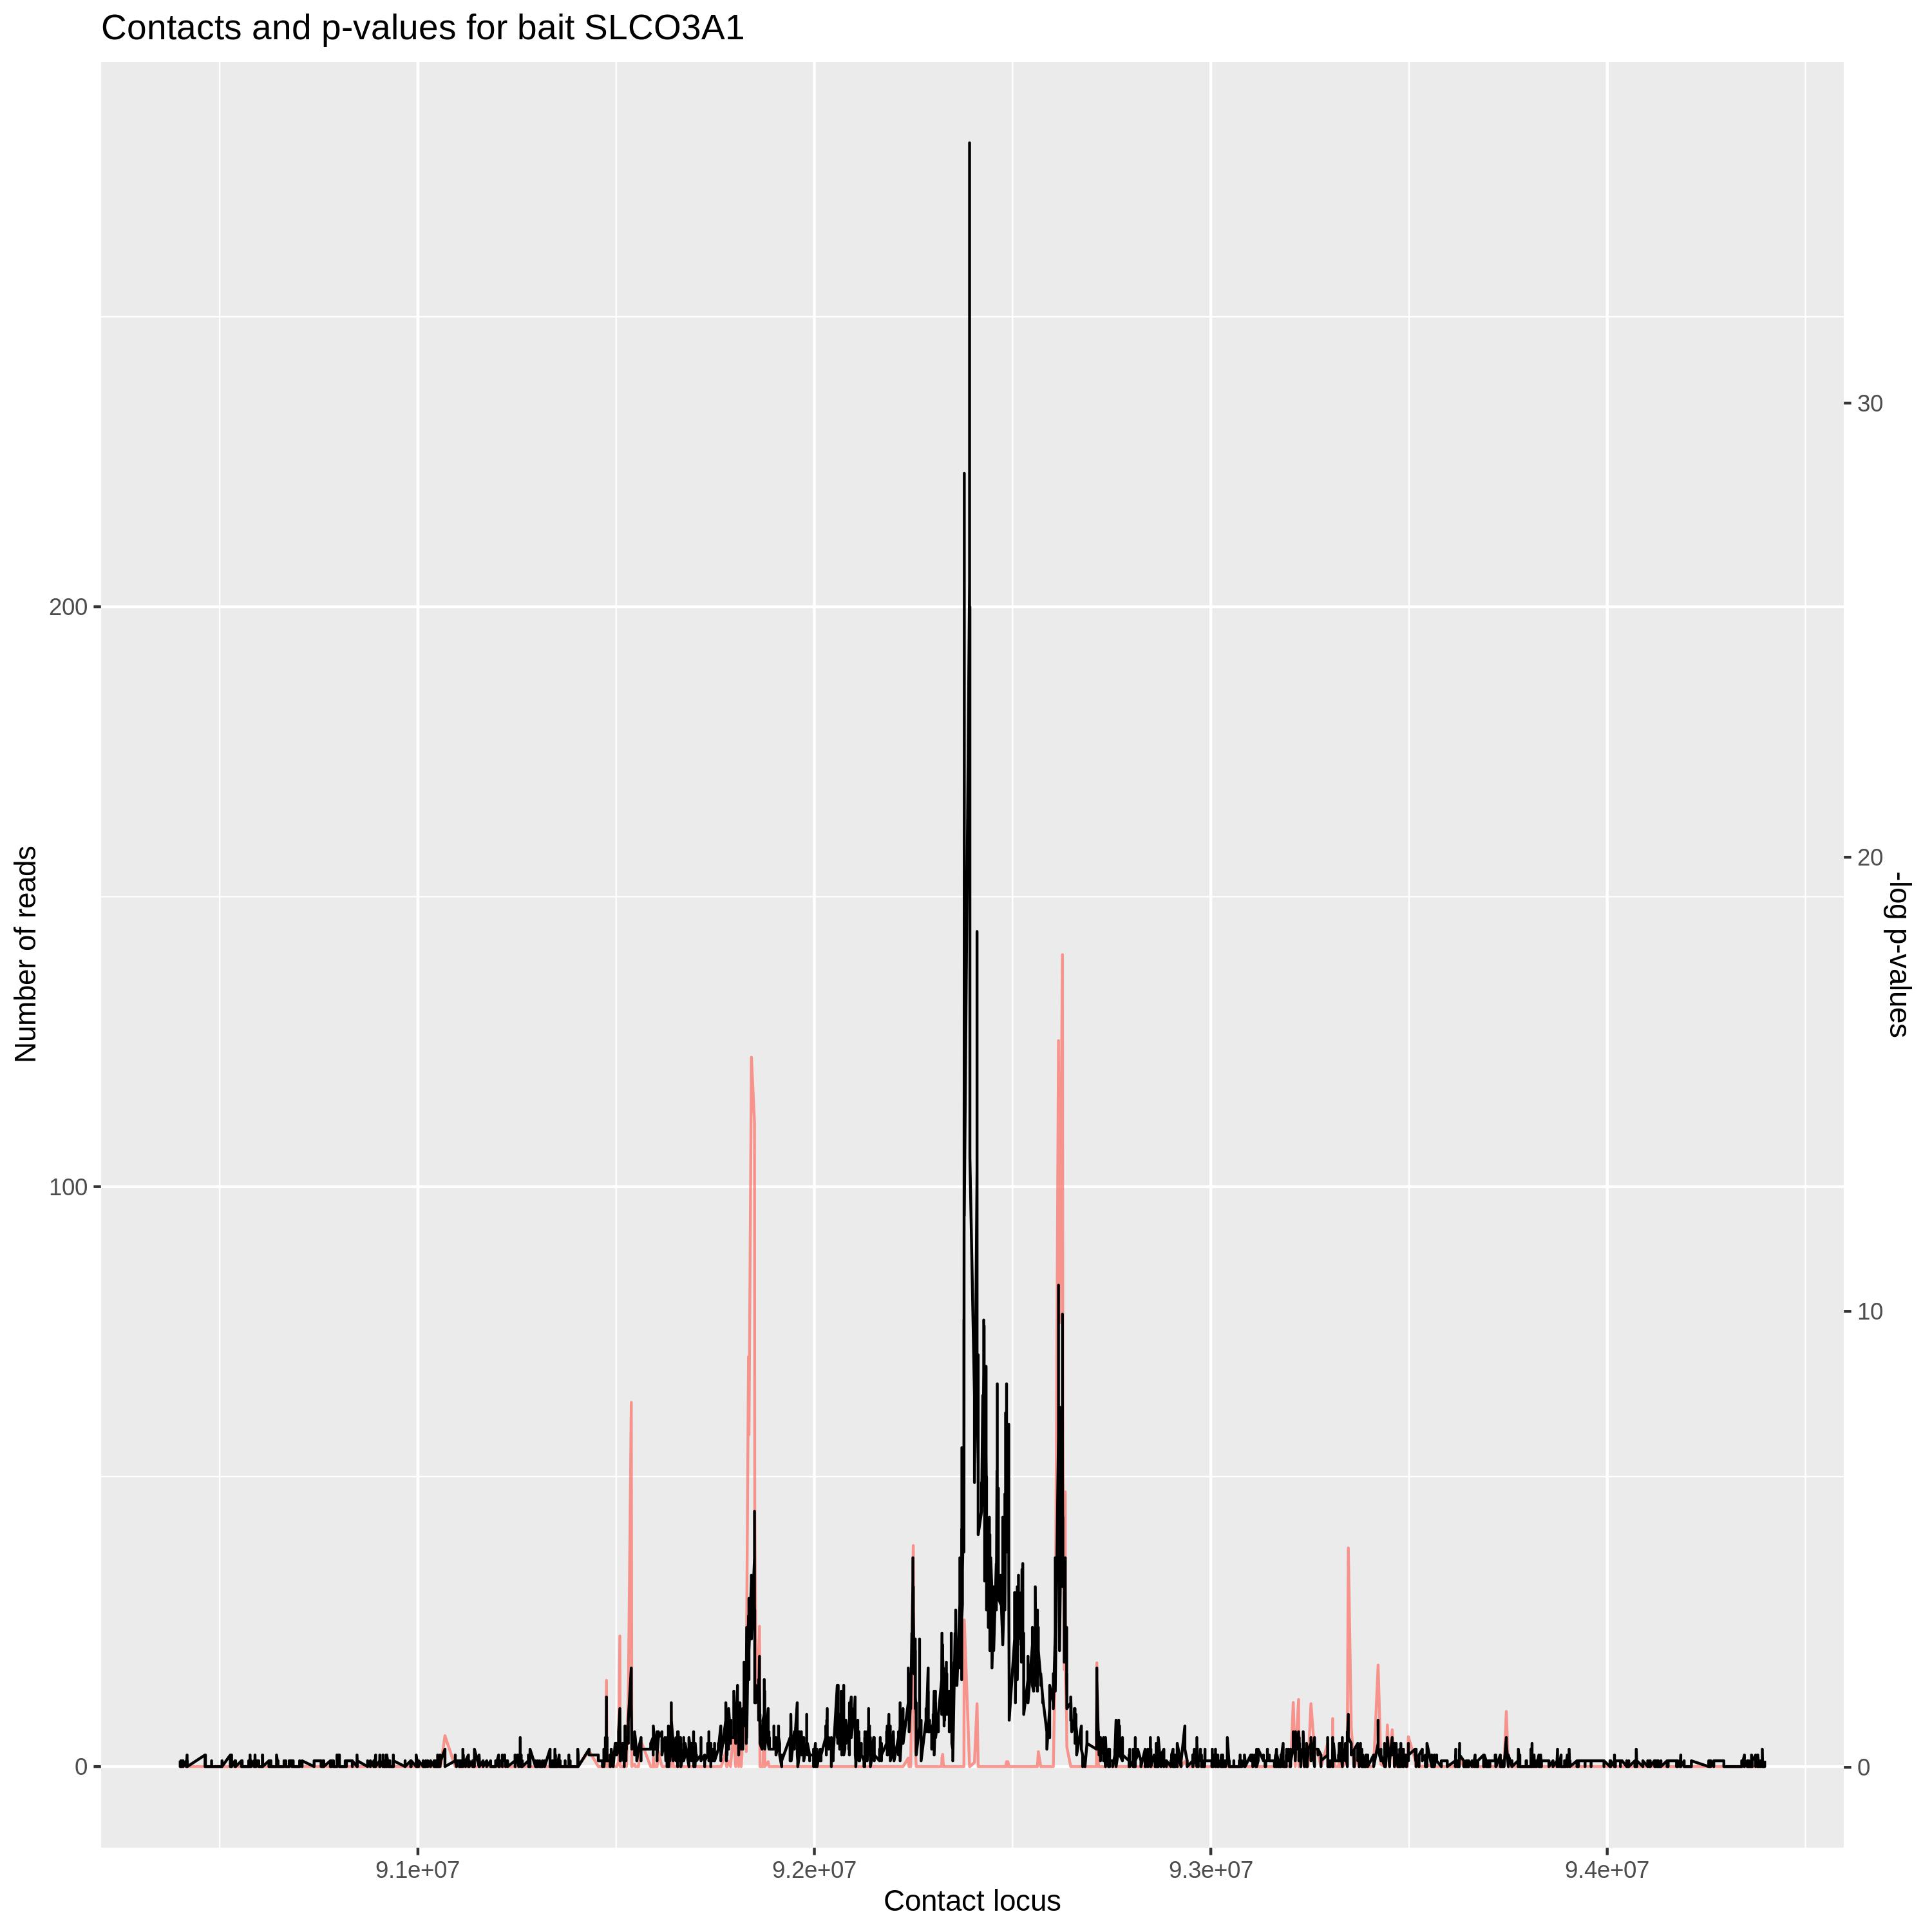 Contacts and p-values for bait SLCO3A1
Number of reads
200
100
0
30
20
10
0
-log p-values
9.1e+07
9.2e+07
9.3e+07
9.4e+07
Contact locus